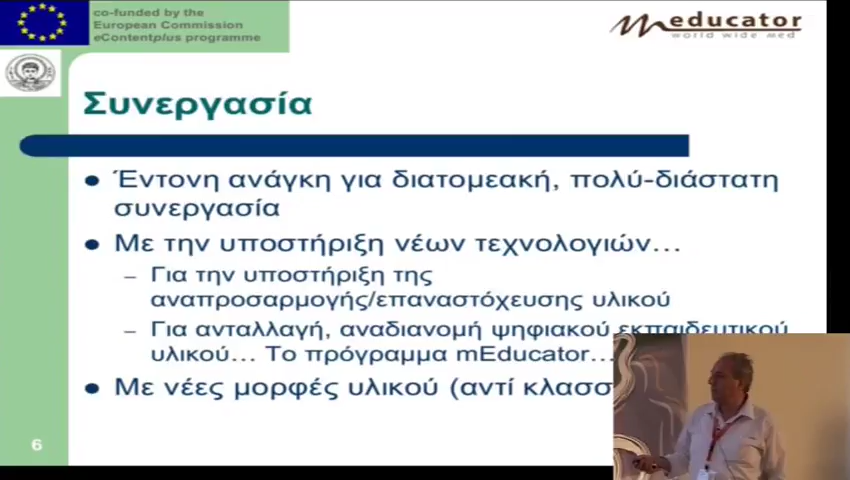 co-funded by the
European Commission
eContentplus programme
meducator
world wide med
Συνεργασία
Έντονη ανάγκη για διατομεακή, πολύ-διάστατη
συνεργασία
Με την υποστήριξη νέων τεχνολογιών…
– Για την υποστήριξη της
αναπροσαρμογής/επαναστόχευσης υλικού
– Για ανταλλαγή, αναδιανομή ψηφιακού εκπαιδευτικού
υλικού… Το πρόγραμμα mEducator…
Με νέες μορφές υλικού (αντί
6